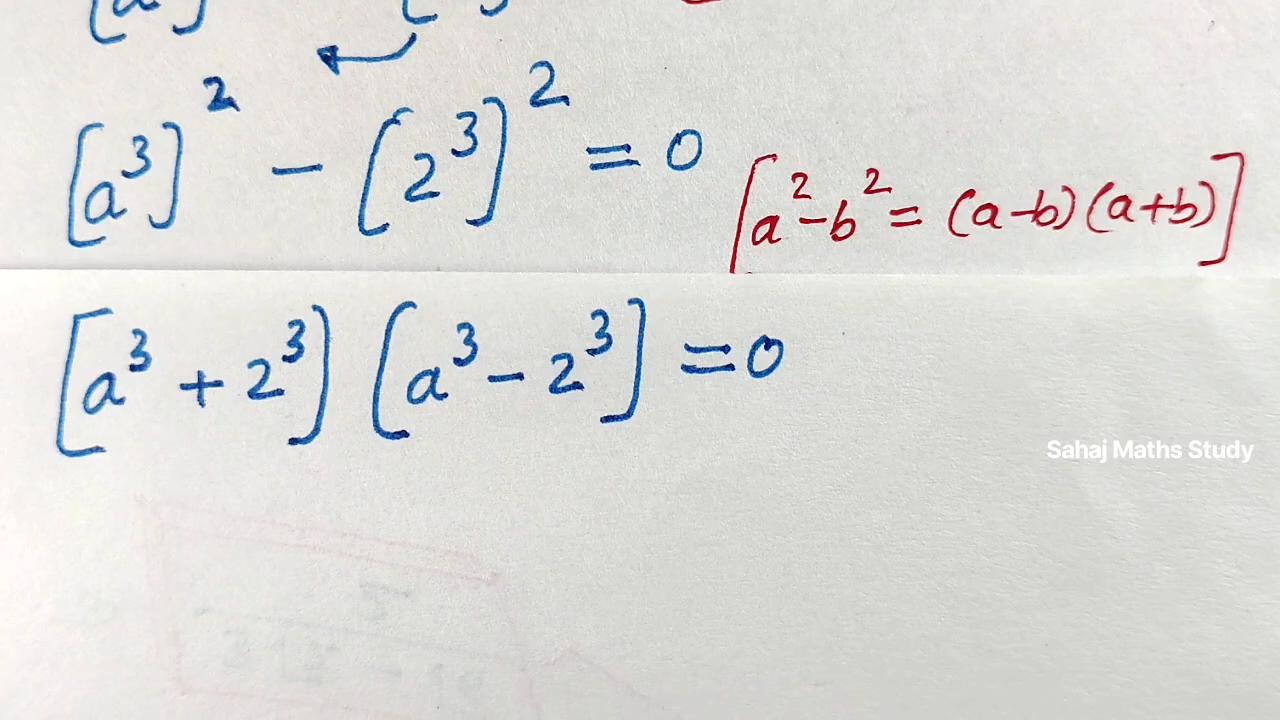 [a³]² - [2³]² = 0
[a² - b² = (a-b)(a+b)]
[a³ + 2³] [a³ - 2³] = 0
Sahaj Maths Study